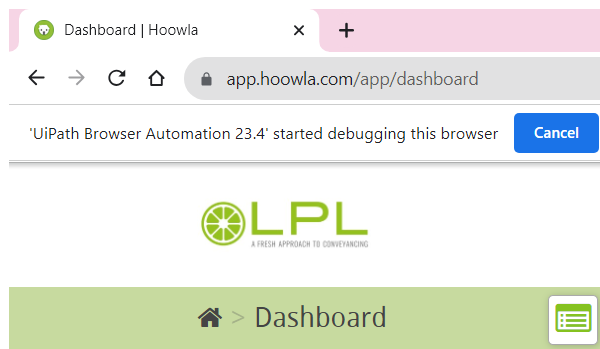 Dashboard | Hoowla
app.hoowla.com/app/dashboard
'UiPath Browser Automation 23.4' started debugging this browser
Cancel
LPL
A FRESH APPROACH TO CONVEYANCING
> Dashboard